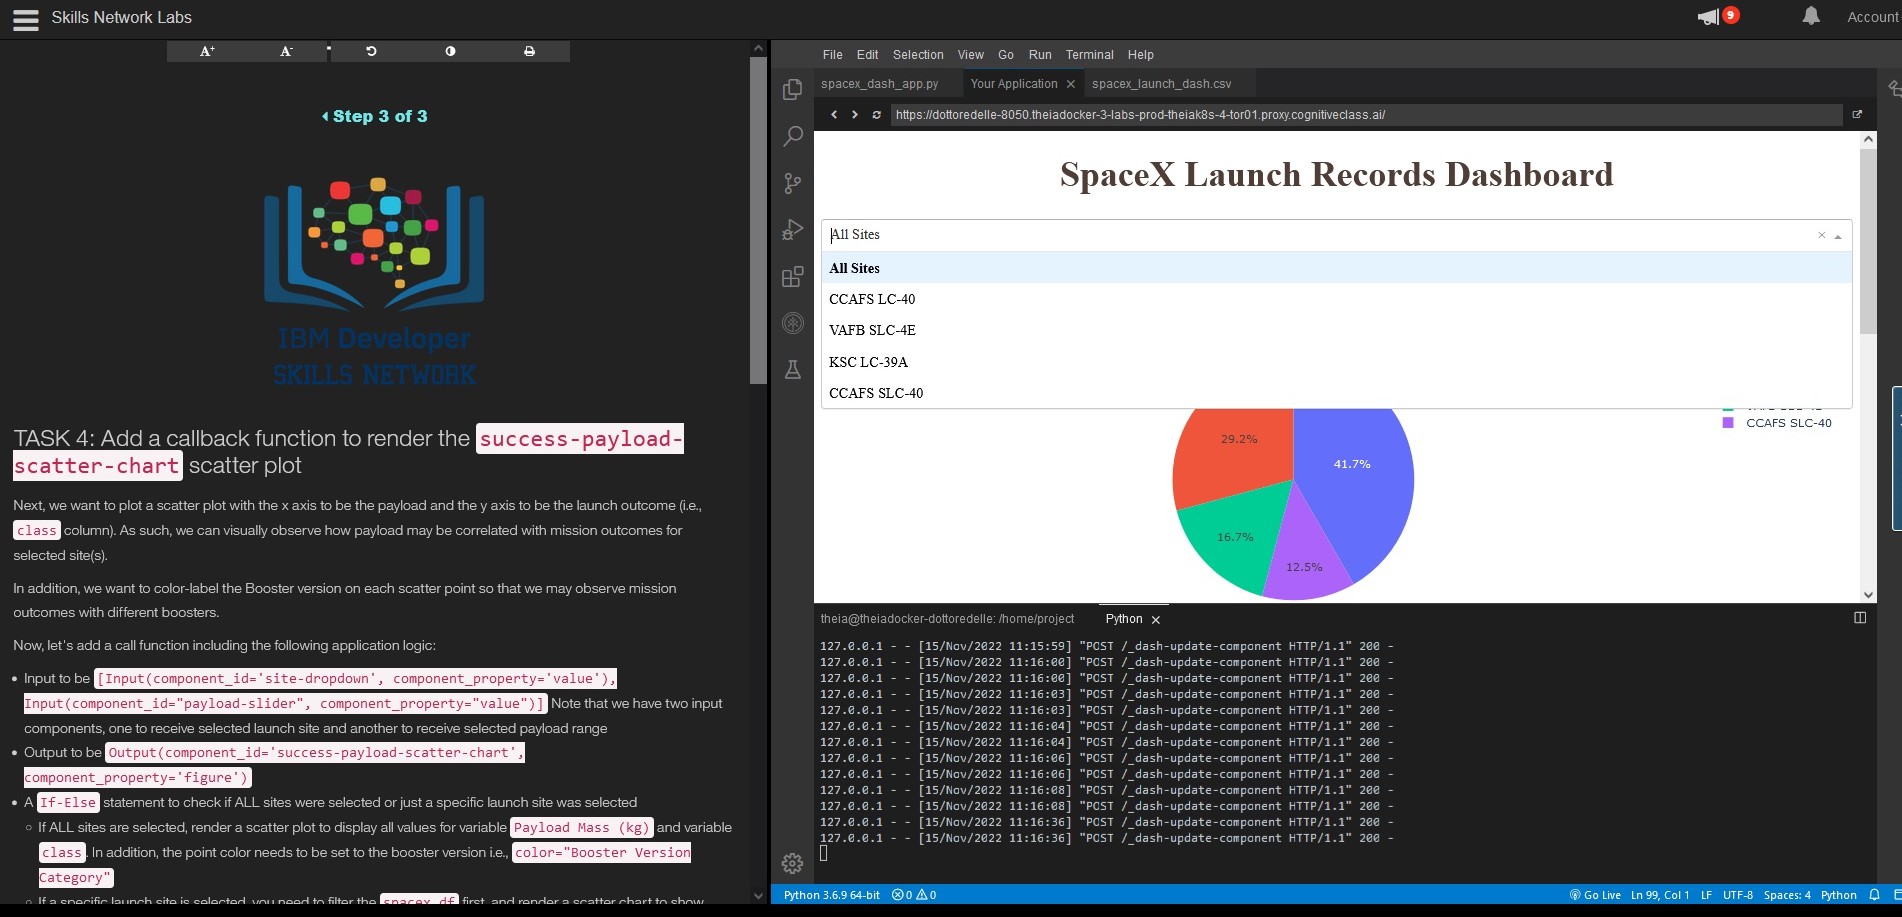 Skills Network Labs
9
Account
A+ A-
Step 3 of 3
IBM Developer
SKILLS NETWORK
TASK 4: Add a callback function to render the success-payload-
scatter-chart scatter plot
Next, we want to plot a scatter plot with the x axis to be the payload and the y axis to be the launch outcome (i.e.,
class column). As such, we can visually observe how payload may be correlated with mission outcomes for
selected site(s).
In addition, we want to color-label the Booster version on each scatter point so that we may observe mission
outcomes with different boosters.
Now, let's add a call function including the following application logic:
• Input to be [Input(component_id='site-dropdown', component_property='value'),
Input(component_id="payload-slider", component_property="value")] Note that we have two input
components, one to receive selected launch site and another to receive selected payload range
• Output to be Output(component_id='success-payload-scatter-chart',
component_property='figure')
• A If-Else statement to check if ALL sites were selected or just a specific launch site was selected
○ If ALL sites are selected, render a scatter plot to display all values for variable Payload Mass (kg) and variable
class. In addition, the point color needs to be set to the booster version i.e., color="Booster Version
Category"
○ If a specific launch site is selected, you need to filter the spacex_df first, and render a scatter chart to show
File Edit Selection View Go Run Terminal Help
spacex_dash_app.py Your Application × spacex_launch_dash.csv
https://dottoredelle-8050.theiadocker-3-labs-prod-theiak8s-4-tor01.proxy.cognitiveclass.ai/
SpaceX Launch Records Dashboard
All Sites ×
All Sites
CCAFS LC-40
VAFB SLC-4E
KSC LC-39A
CCAFS SLC-40
CCAFS SLC-40
29.2%
41.7%
16.7%
12.5%
theia@theiadocker-dottoredelle: /home/project Python ×
127.0.0.1 - - [15/Nov/2022 11:15:59] "POST /_dash-update-component HTTP/1.1" 200 -
127.0.0.1 - - [15/Nov/2022 11:16:00] "POST /_dash-update-component HTTP/1.1" 200 -
127.0.0.1 - - [15/Nov/2022 11:16:00] "POST /_dash-update-component HTTP/1.1" 200 -
127.0.0.1 - - [15/Nov/2022 11:16:03] "POST /_dash-update-component HTTP/1.1" 200 -
127.0.0.1 - - [15/Nov/2022 11:16:03] "POST /_dash-update-component HTTP/1.1" 200 -
127.0.0.1 - - [15/Nov/2022 11:16:04] "POST /_dash-update-component HTTP/1.1" 200 -
127.0.0.1 - - [15/Nov/2022 11:16:04] "POST /_dash-update-component HTTP/1.1" 200 -
127.0.0.1 - - [15/Nov/2022 11:16:06] "POST /_dash-update-component HTTP/1.1" 200 -
127.0.0.1 - - [15/Nov/2022 11:16:06] "POST /_dash-update-component HTTP/1.1" 200 -
127.0.0.1 - - [15/Nov/2022 11:16:08] "POST /_dash-update-component HTTP/1.1" 200 -
127.0.0.1 - - [15/Nov/2022 11:16:08] "POST /_dash-update-component HTTP/1.1" 200 -
127.0.0.1 - - [15/Nov/2022 11:16:36] "POST /_dash-update-component HTTP/1.1" 200 -
127.0.0.1 - - [15/Nov/2022 11:16:36] "POST /_dash-update-component HTTP/1.1" 200 -
Python 3.6.9 64-bit 0 0 Go Live Ln 99, Col 1 LF UTF-8 Spaces: 4 Python